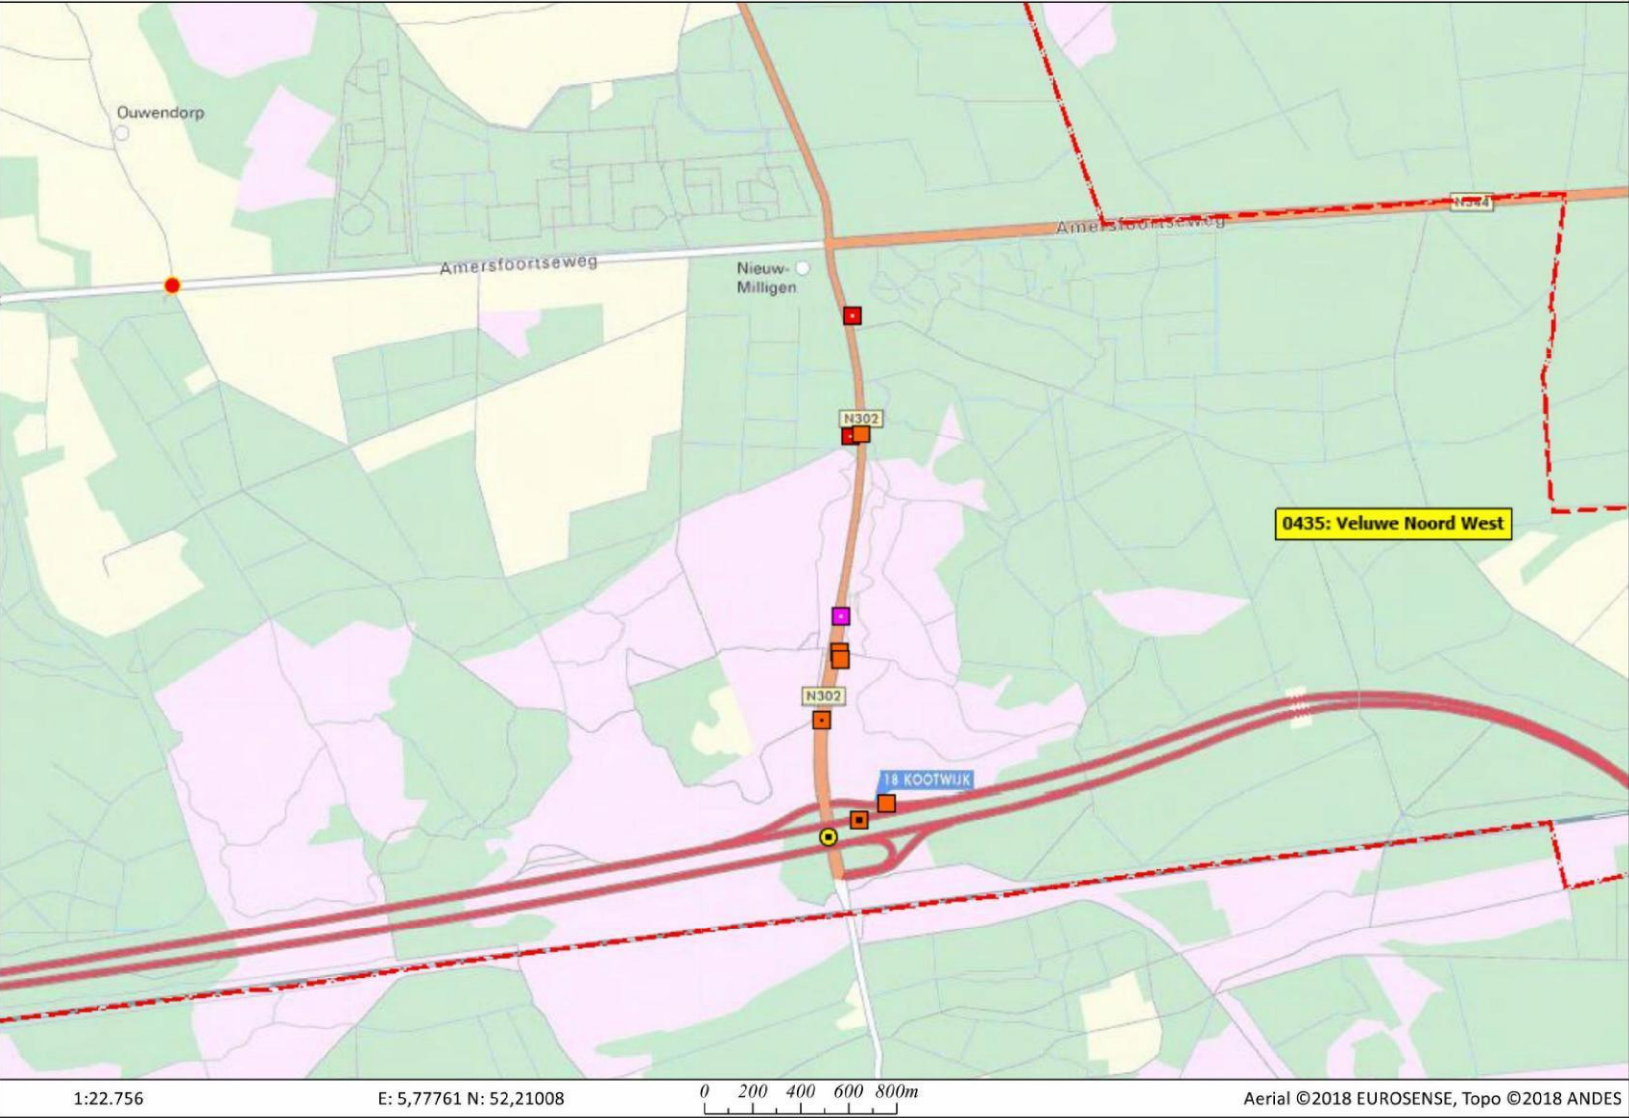 Ouwendorp
N344
Amersfoortseweg
Amersfoortseweg
Nieuw-
Milligen
N302
0435: Veluwe Noord West
N302
18 KOOTWIJK
1:22.756
E: 5,77761 N: 52,21008
0 200 400 600 800m
Aerial ©2018 EUROSENSE, Topo ©2018 ANDES